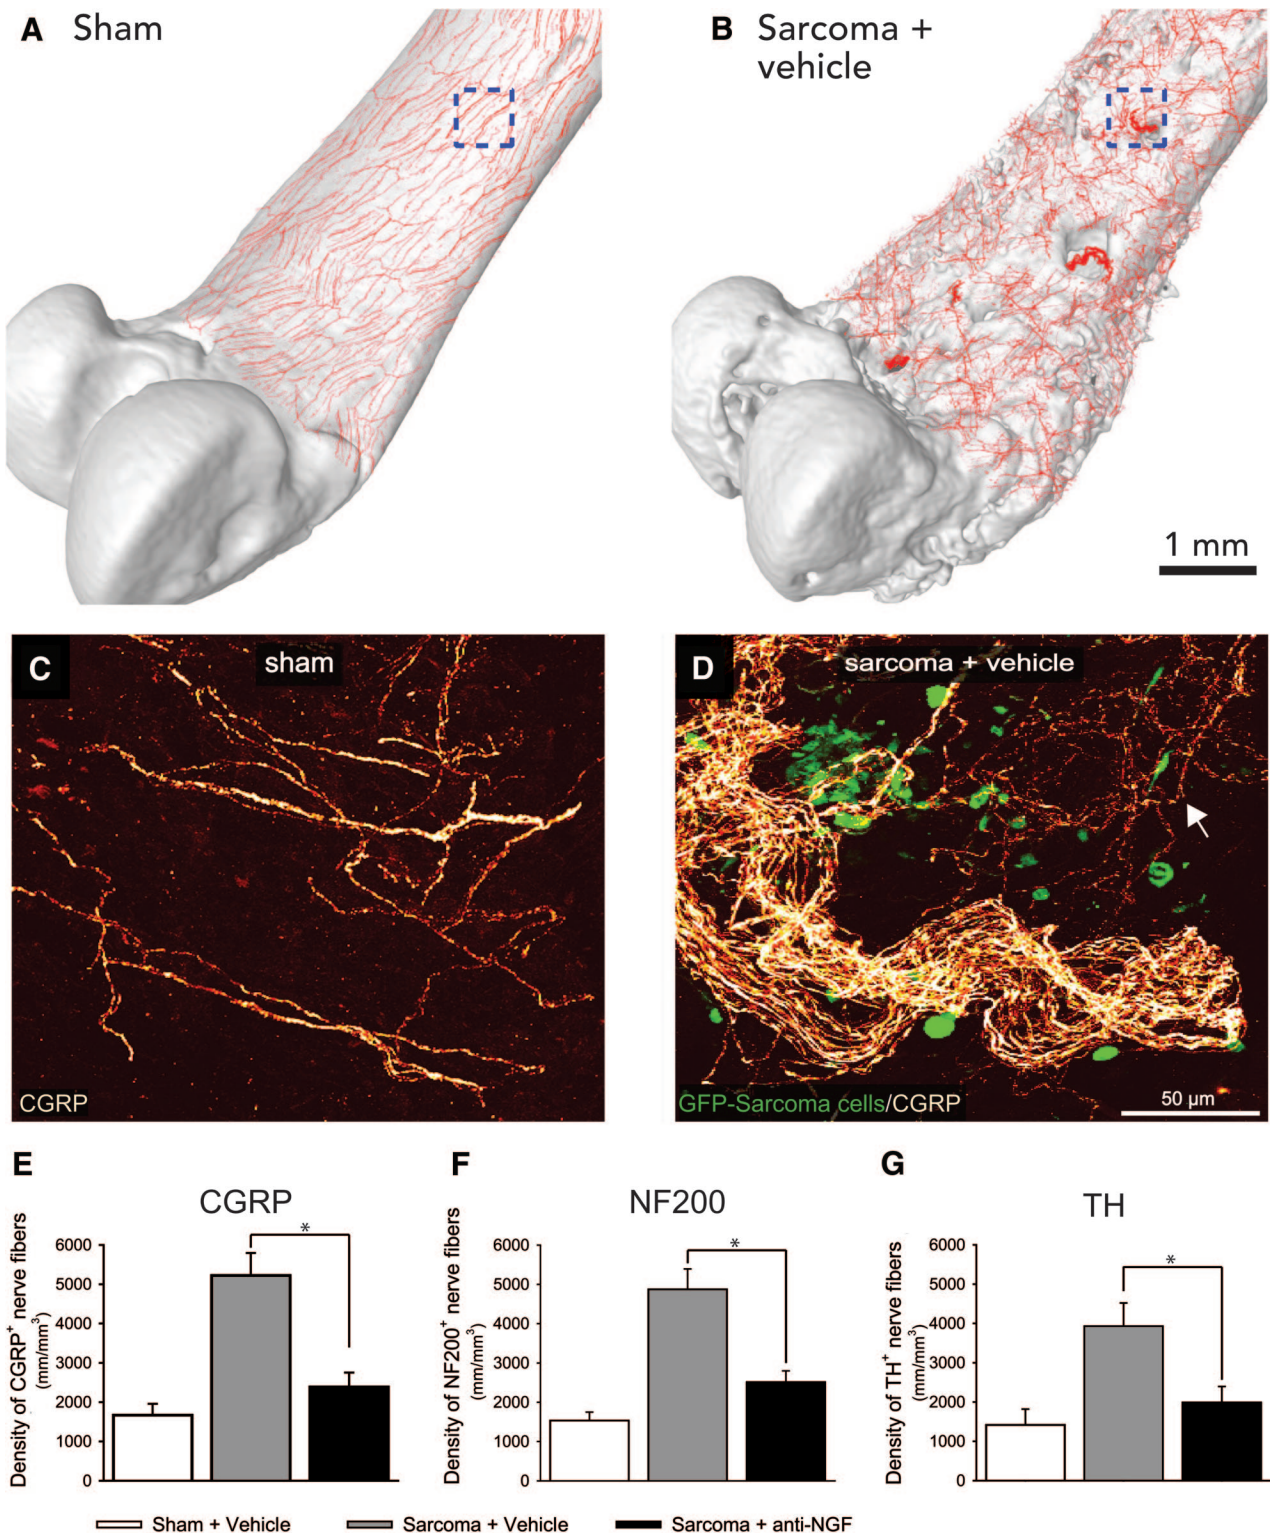 A Sham
B Sarcoma +
vehicle
1 mm
C sham
CGRP
D sarcoma + vehicle
GFP-Sarcoma cells/CGRP
50 µm
E
CGRP
Density of CGRP⁺ nerve fibers
(mm/mm³)
6000
5000
4000
3000
2000
1000
0
*
F
NF200
Density of NF200⁺ nerve fibers
(mm/mm³)
6000
5000
4000
3000
2000
1000
0
*
G
TH
Density of TH⁺ nerve fibers
(mm/mm³)
6000
5000
4000
3000
2000
1000
0
*
Sham + Vehicle
Sarcoma + Vehicle
Sarcoma + anti-NGF